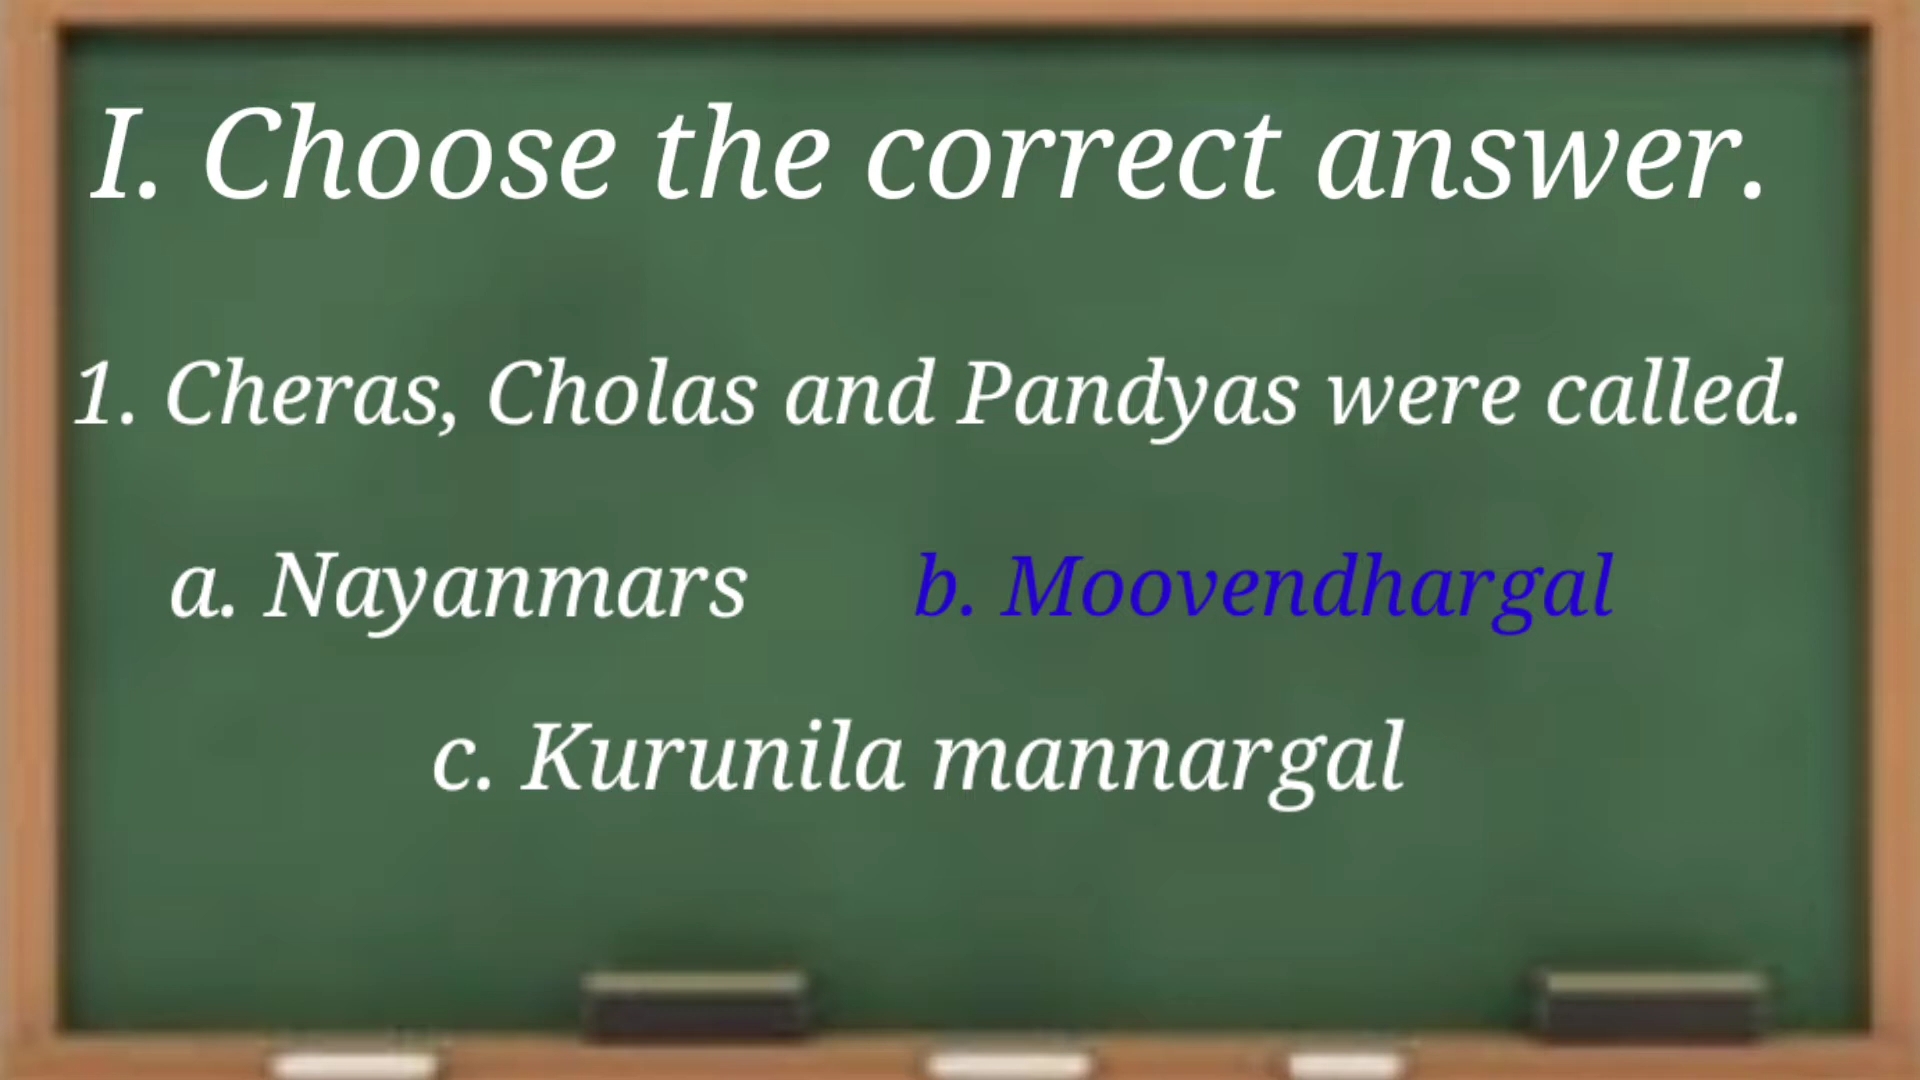 I. Choose the correct answer.
1. Cheras, Cholas and Pandyas were called.
a. Nayanmars b. Moovendhargal
c. Kurunila mannargal